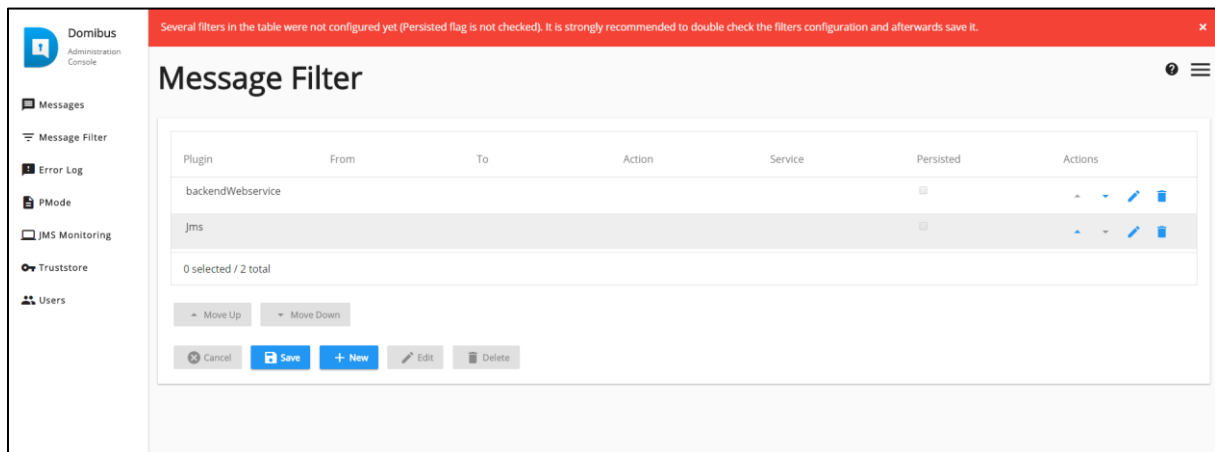 Domibus
Administration
Console
Messages
Message Filter
Error Log
PMode
JMS Monitoring
Truststore
Users
Several filters in the table were not configured yet (Persisted flag is not checked). It is strongly recommended to double check the filters configuration and afterwards save it.
Message Filter
Plugin From To Action Service Persisted Actions
backendWebservice
Jms
0 selected / 2 total
Move Up Move Down
Cancel Save + New Edit Delete